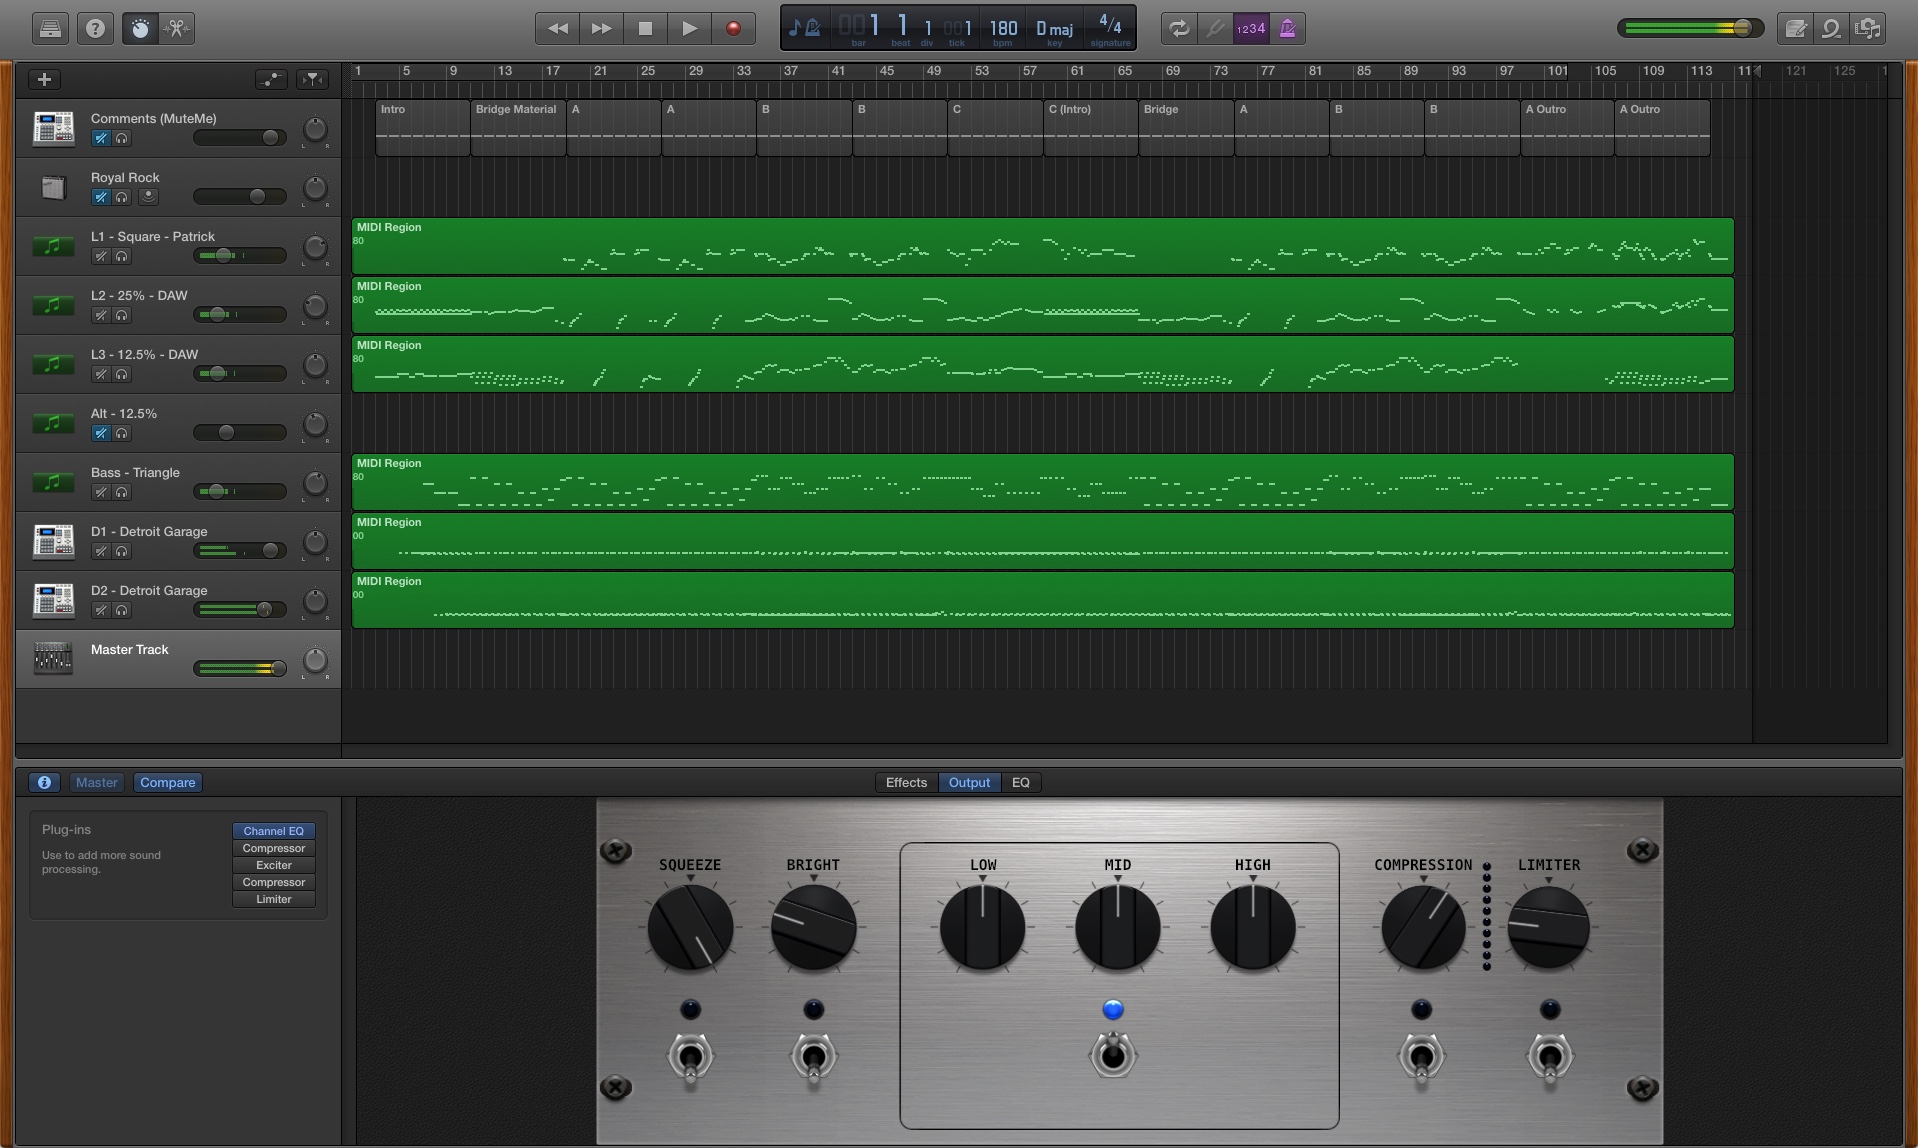 ? 1 1 1 1 180 D maj 4/4 1234
bar beat div tick bpm key signature
1 5 9 13 17 21 25 29 33 37 41 45 49 53 57 61 65 69 73 77 81 85 89 93 97 101 105 109 113 121 125
Comments (MuteMe)
L R
Intro Bridge Material A A B B C C (Intro) Bridge A B B A Outro A Outro
Royal Rock
L R
L1 - Square - Patrick
L R
MIDI Region
80
L2 - 25% - DAW
L R
MIDI Region
80
L3 - 12.5% - DAW
L R
MIDI Region
80
Alt - 12.5%
L R
Bass - Triangle
L R
MIDI Region
80
D1 - Detroit Garage
L R
MIDI Region
00
D2 - Detroit Garage
L R
MIDI Region
00
Master Track
L R
i Master Compare Effects Output EQ
Plug-ins
Use to add more sound
processing.
Channel EQ
Compressor
Exciter
Compressor
Limiter
SQUEEZE BRIGHT LOW MID HIGH COMPRESSION LIMITER